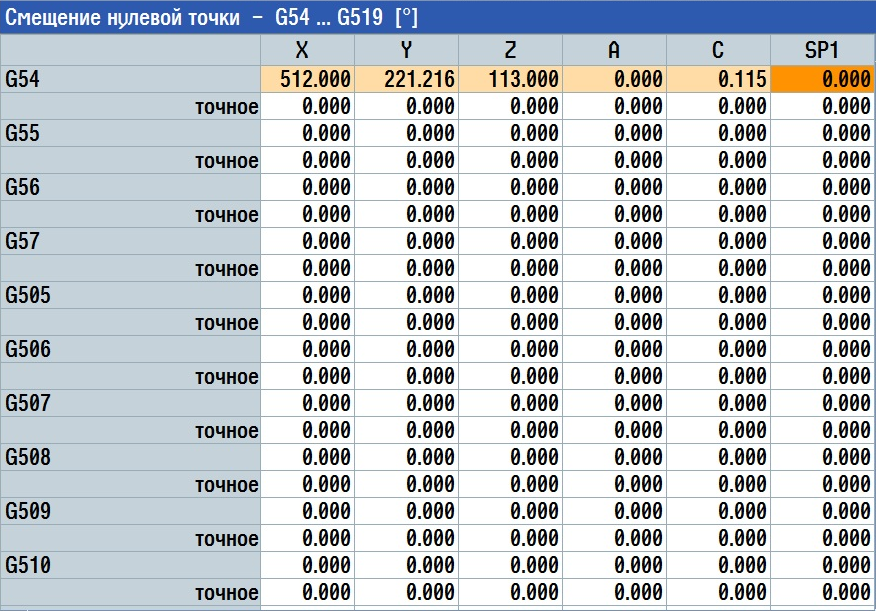 Смещение нулевой точки – G54 ... G519 [°]
X Y Z A C SP1
G54 512.000 221.216 113.000 0.000 0.115 0.000
точное 0.000 0.000 0.000 0.000 0.000 0.000
G55 0.000 0.000 0.000 0.000 0.000 0.000
точное 0.000 0.000 0.000 0.000 0.000 0.000
G56 0.000 0.000 0.000 0.000 0.000 0.000
точное 0.000 0.000 0.000 0.000 0.000 0.000
G57 0.000 0.000 0.000 0.000 0.000 0.000
точное 0.000 0.000 0.000 0.000 0.000 0.000
G505 0.000 0.000 0.000 0.000 0.000 0.000
точное 0.000 0.000 0.000 0.000 0.000 0.000
G506 0.000 0.000 0.000 0.000 0.000 0.000
точное 0.000 0.000 0.000 0.000 0.000 0.000
G507 0.000 0.000 0.000 0.000 0.000 0.000
точное 0.000 0.000 0.000 0.000 0.000 0.000
G508 0.000 0.000 0.000 0.000 0.000 0.000
точное 0.000 0.000 0.000 0.000 0.000 0.000
G509 0.000 0.000 0.000 0.000 0.000 0.000
точное 0.000 0.000 0.000 0.000 0.000 0.000
G510 0.000 0.000 0.000 0.000 0.000 0.000
точное 0.000 0.000 0.000 0.000 0.000 0.000